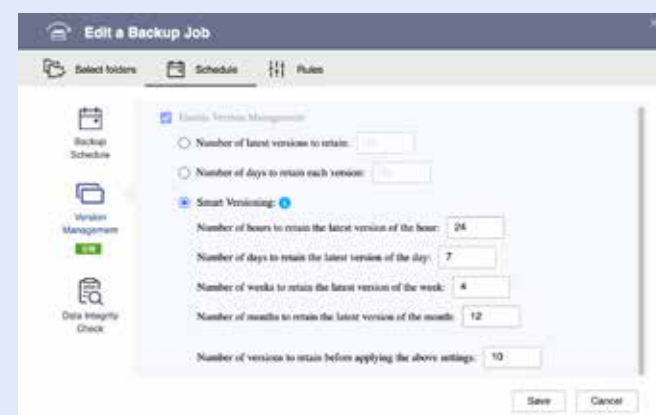 Edit a Backup Job
Select folders
Schedule
Rules
Backup
Schedule
Version
Management
Data Integrity
Check
Enable Version Management
Number of latest versions to retain:
Number of days to retain each version:
Smart Versioning:
Number of hours to retain the latest version of the hour: 24
Number of days to retain the latest version of the day: 7
Number of weeks to retain the latest version of the week: 4
Number of months to retain the latest version of the month: 12
Number of versions to retain before applying the above settings: 10
Save
Cancel